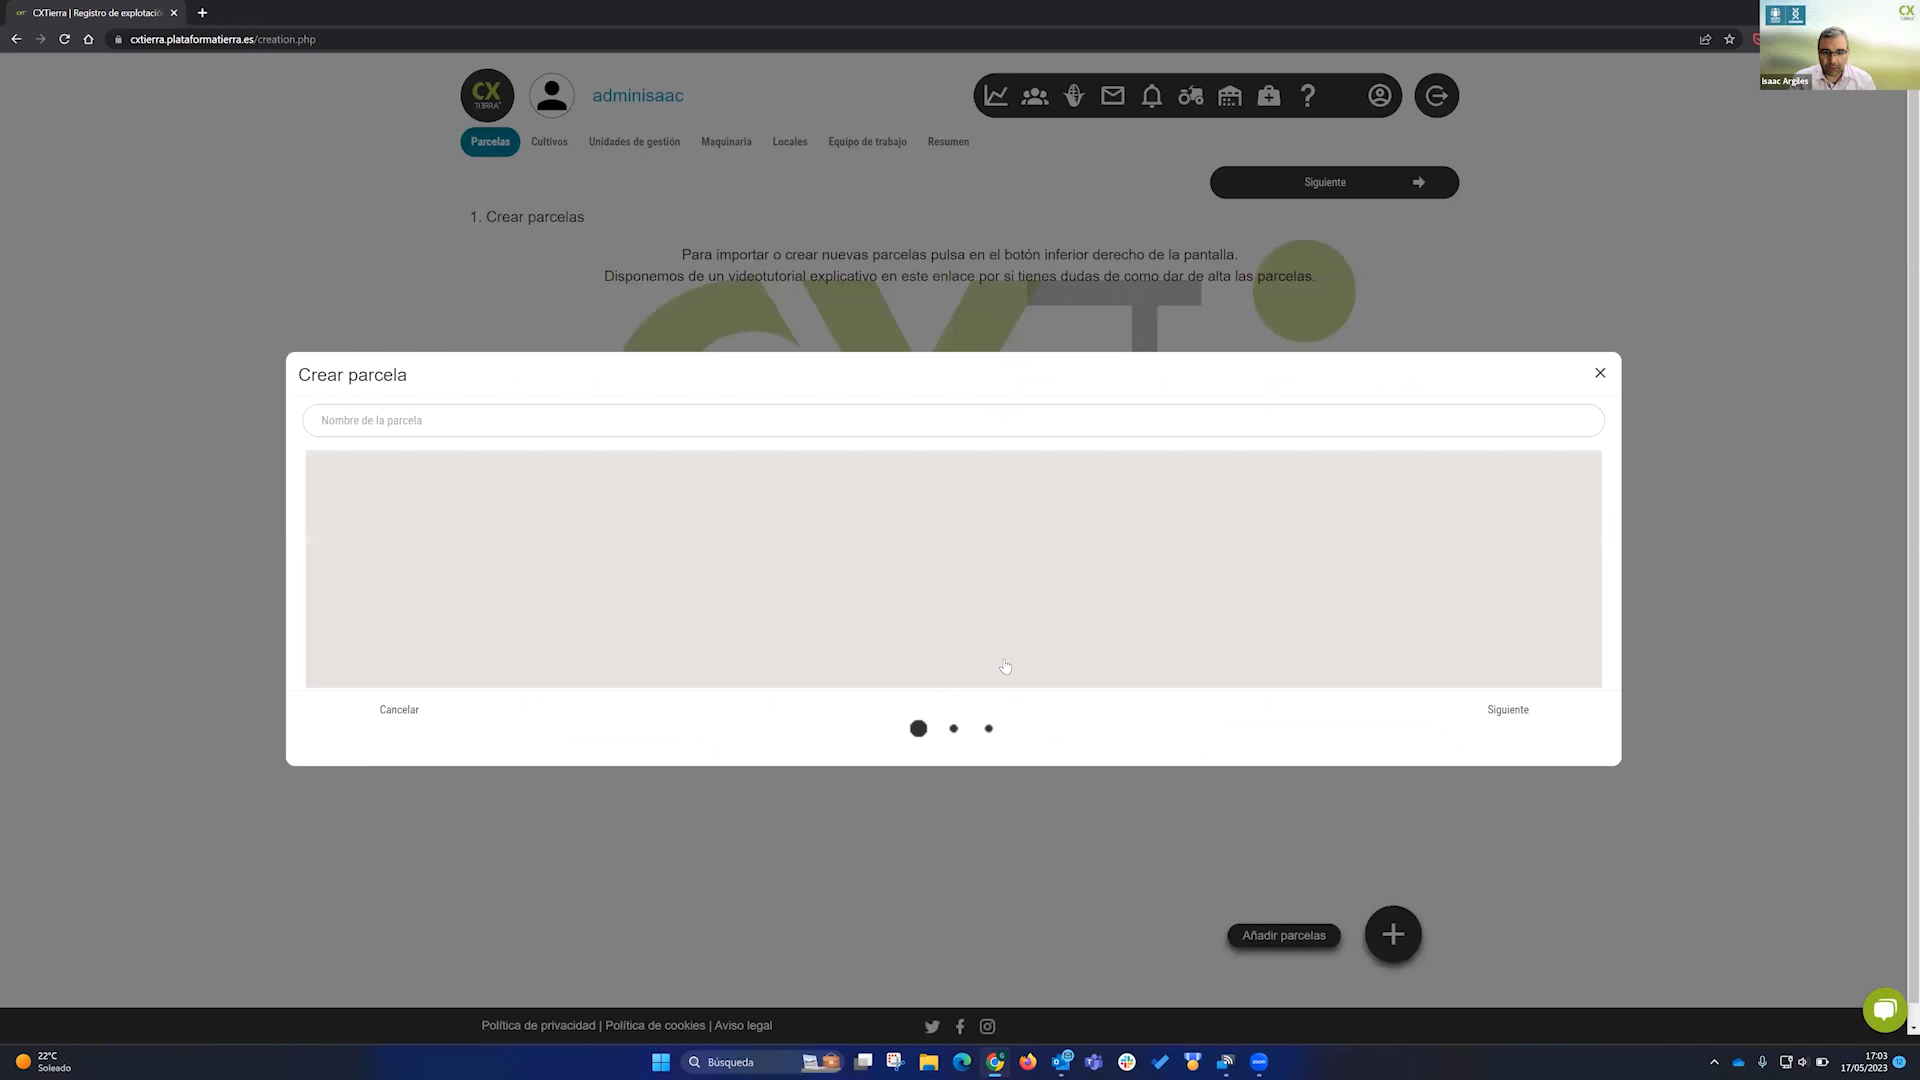 CXTierra | Registro de explotació
cxtierra.plataformatierra.es/creation.php
CX
Isaac Argiles
CX
TIERRA
adminisaac
Parcelas
Cultivos
Unidades de gestión
Maquinaria
Locales
Equipo de trabajo
Resumen
Siguiente
1. Crear parcelas
Para importar o crear nuevas parcelas pulsa en el botón inferior derecho de la pantalla.
Disponemos de un videotutorial explicativo en este enlace por si tienes dudas de como dar de alta las parcelas.
Crear parcela
Nombre de la parcela
Cancelar
Siguiente
Añadir parcelas
Política de privacidad | Política de cookies | Aviso legal
22°C
Soleado
Búsqueda
17:03
17/05/2023